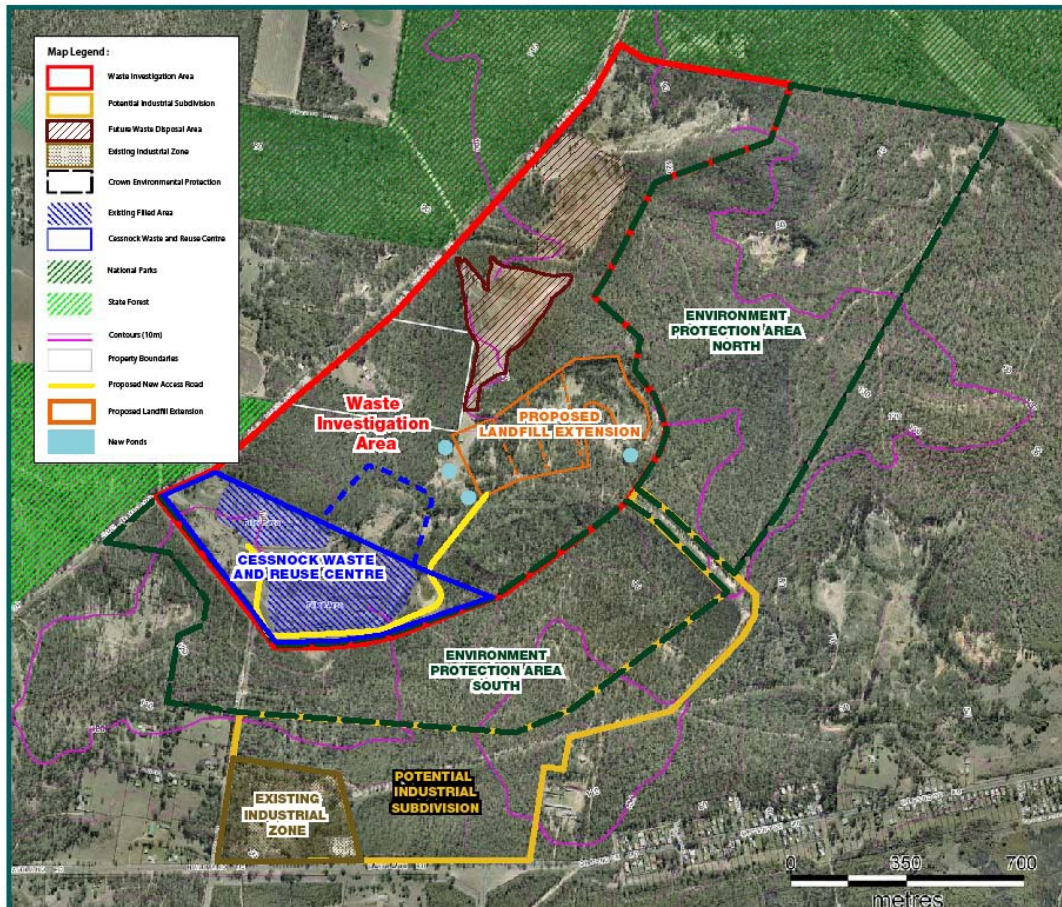 Map Legend :
Waste Investigation Area
Potential Industrial Subdivision
Future Waste Disposal Area
Existing Industrial Zone
Crown Environmental Protection
Existing Filled Area
Cessnock Waste and Reuse Centre
National Parks
State Forest
Contours (10m)
Property Boundaries
Proposed New Access Road
Proposed Landfill Extension
New Ponds
ENVIRONMENT
PROTECTION AREA
NORTH
Waste
Investigation
Area
PROPOSED
LANDFILL EXTENSION
CESSNOCK WASTE
AND REUSE CENTRE
ENVIRONMENT
PROTECTION AREA
SOUTH
POTENTIAL
INDUSTRIAL
SUBDIVISION
EXISTING
INDUSTRIAL
ZONE
0 350 700
metres